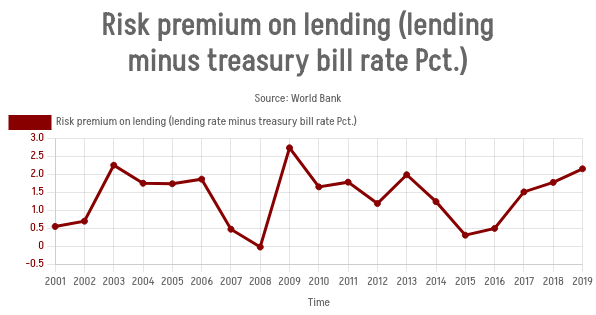 Risk premium on lending (lending
minus treasury bill rate Pct.)
Source: World Bank
Risk premium on lending (lending rate minus treasury bill rate Pct.)
3.0
2.5
2.0
1.5
1.0
0.5
0
-0.5
2001 2002 2003 2004 2005 2006 2007 2008 2009 2010 2011 2012 2013 2014 2015 2016 2017 2018 2019
Time